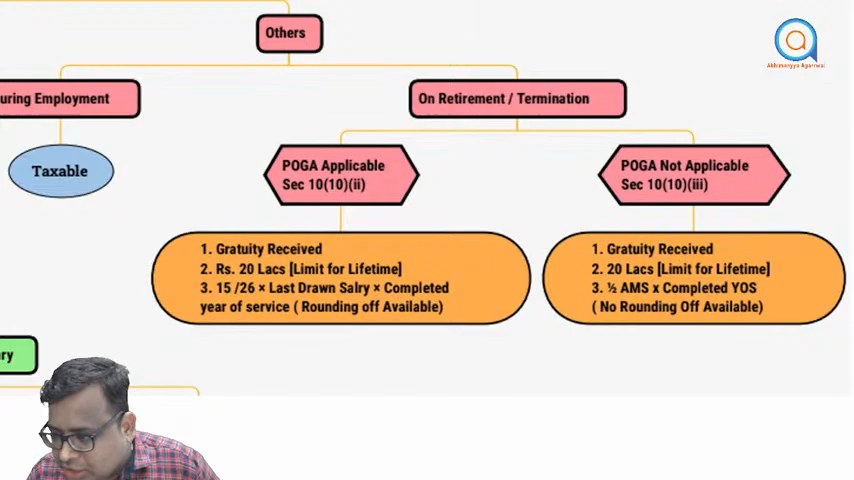 Others
Akhimangya Agarwal
uring Employment
On Retirement / Termination
Taxable
POGA Applicable
Sec 10(10)(ii)
POGA Not Applicable
Sec 10(10)(iii)
1. Gratuity Received
2. Rs. 20 Lacs [Limit for Lifetime]
3. 15 /26 × Last Drawn Salry × Completed
year of service ( Rounding off Available)
1. Gratuity Received
2. 20 Lacs [Limit for Lifetime]
3. ½ AMS x Completed YOS
( No Rounding Off Available)
ry